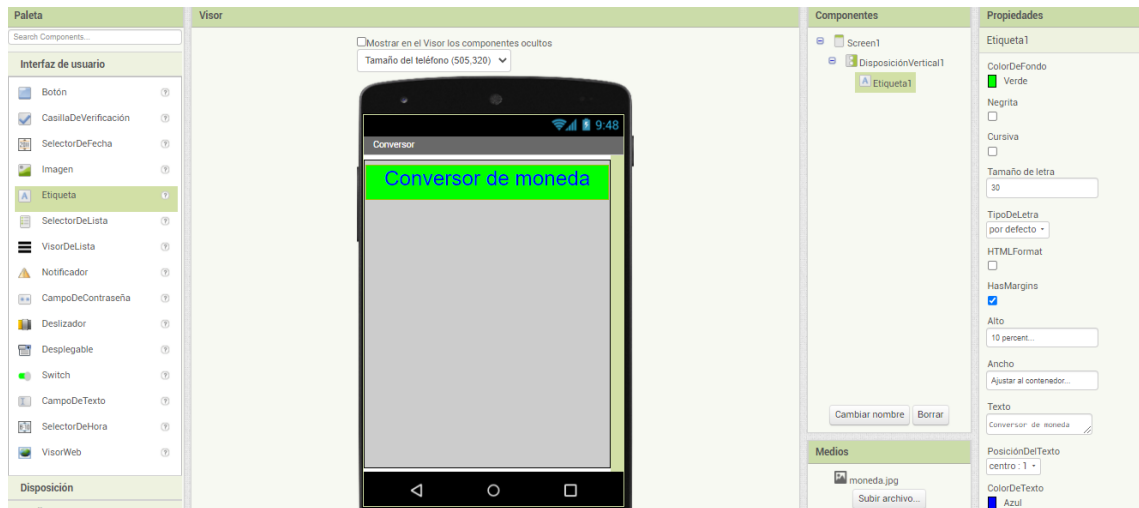 Paleta
Search Components...
Interfaz de usuario
Botón
CasillaDeVerificación
SelectorDeFecha
Imagen
Etiqueta
SelectorDeLista
VisorDeLista
Notificador
CampoDeContraseña
Deslizador
Desplegable
Switch
CampoDeTexto
SelectorDeHora
VisorWeb
Disposición
Visor
Mostrar en el Visor los componentes ocultos
Tamaño del teléfono (505,320)
9:48
Conversor
Conversor de moneda
Componentes
Screen1
DisposiciónVertical1
Etiqueta1
Cambiar nombre Borrar
Medios
moneda.jpg
Subir archivo...
Propiedades
Etiqueta1
ColorDeFondo
Verde
Negrita
Cursiva
Tamaño de letra
30
TipoDeLetra
por defecto
HTMLFormat
HasMargins
Alto
10 percent...
Ancho
Ajustar al contenedor...
Texto
Conversor de moneda
PosiciónDelTexto
centro : 1
ColorDeTexto
Azul